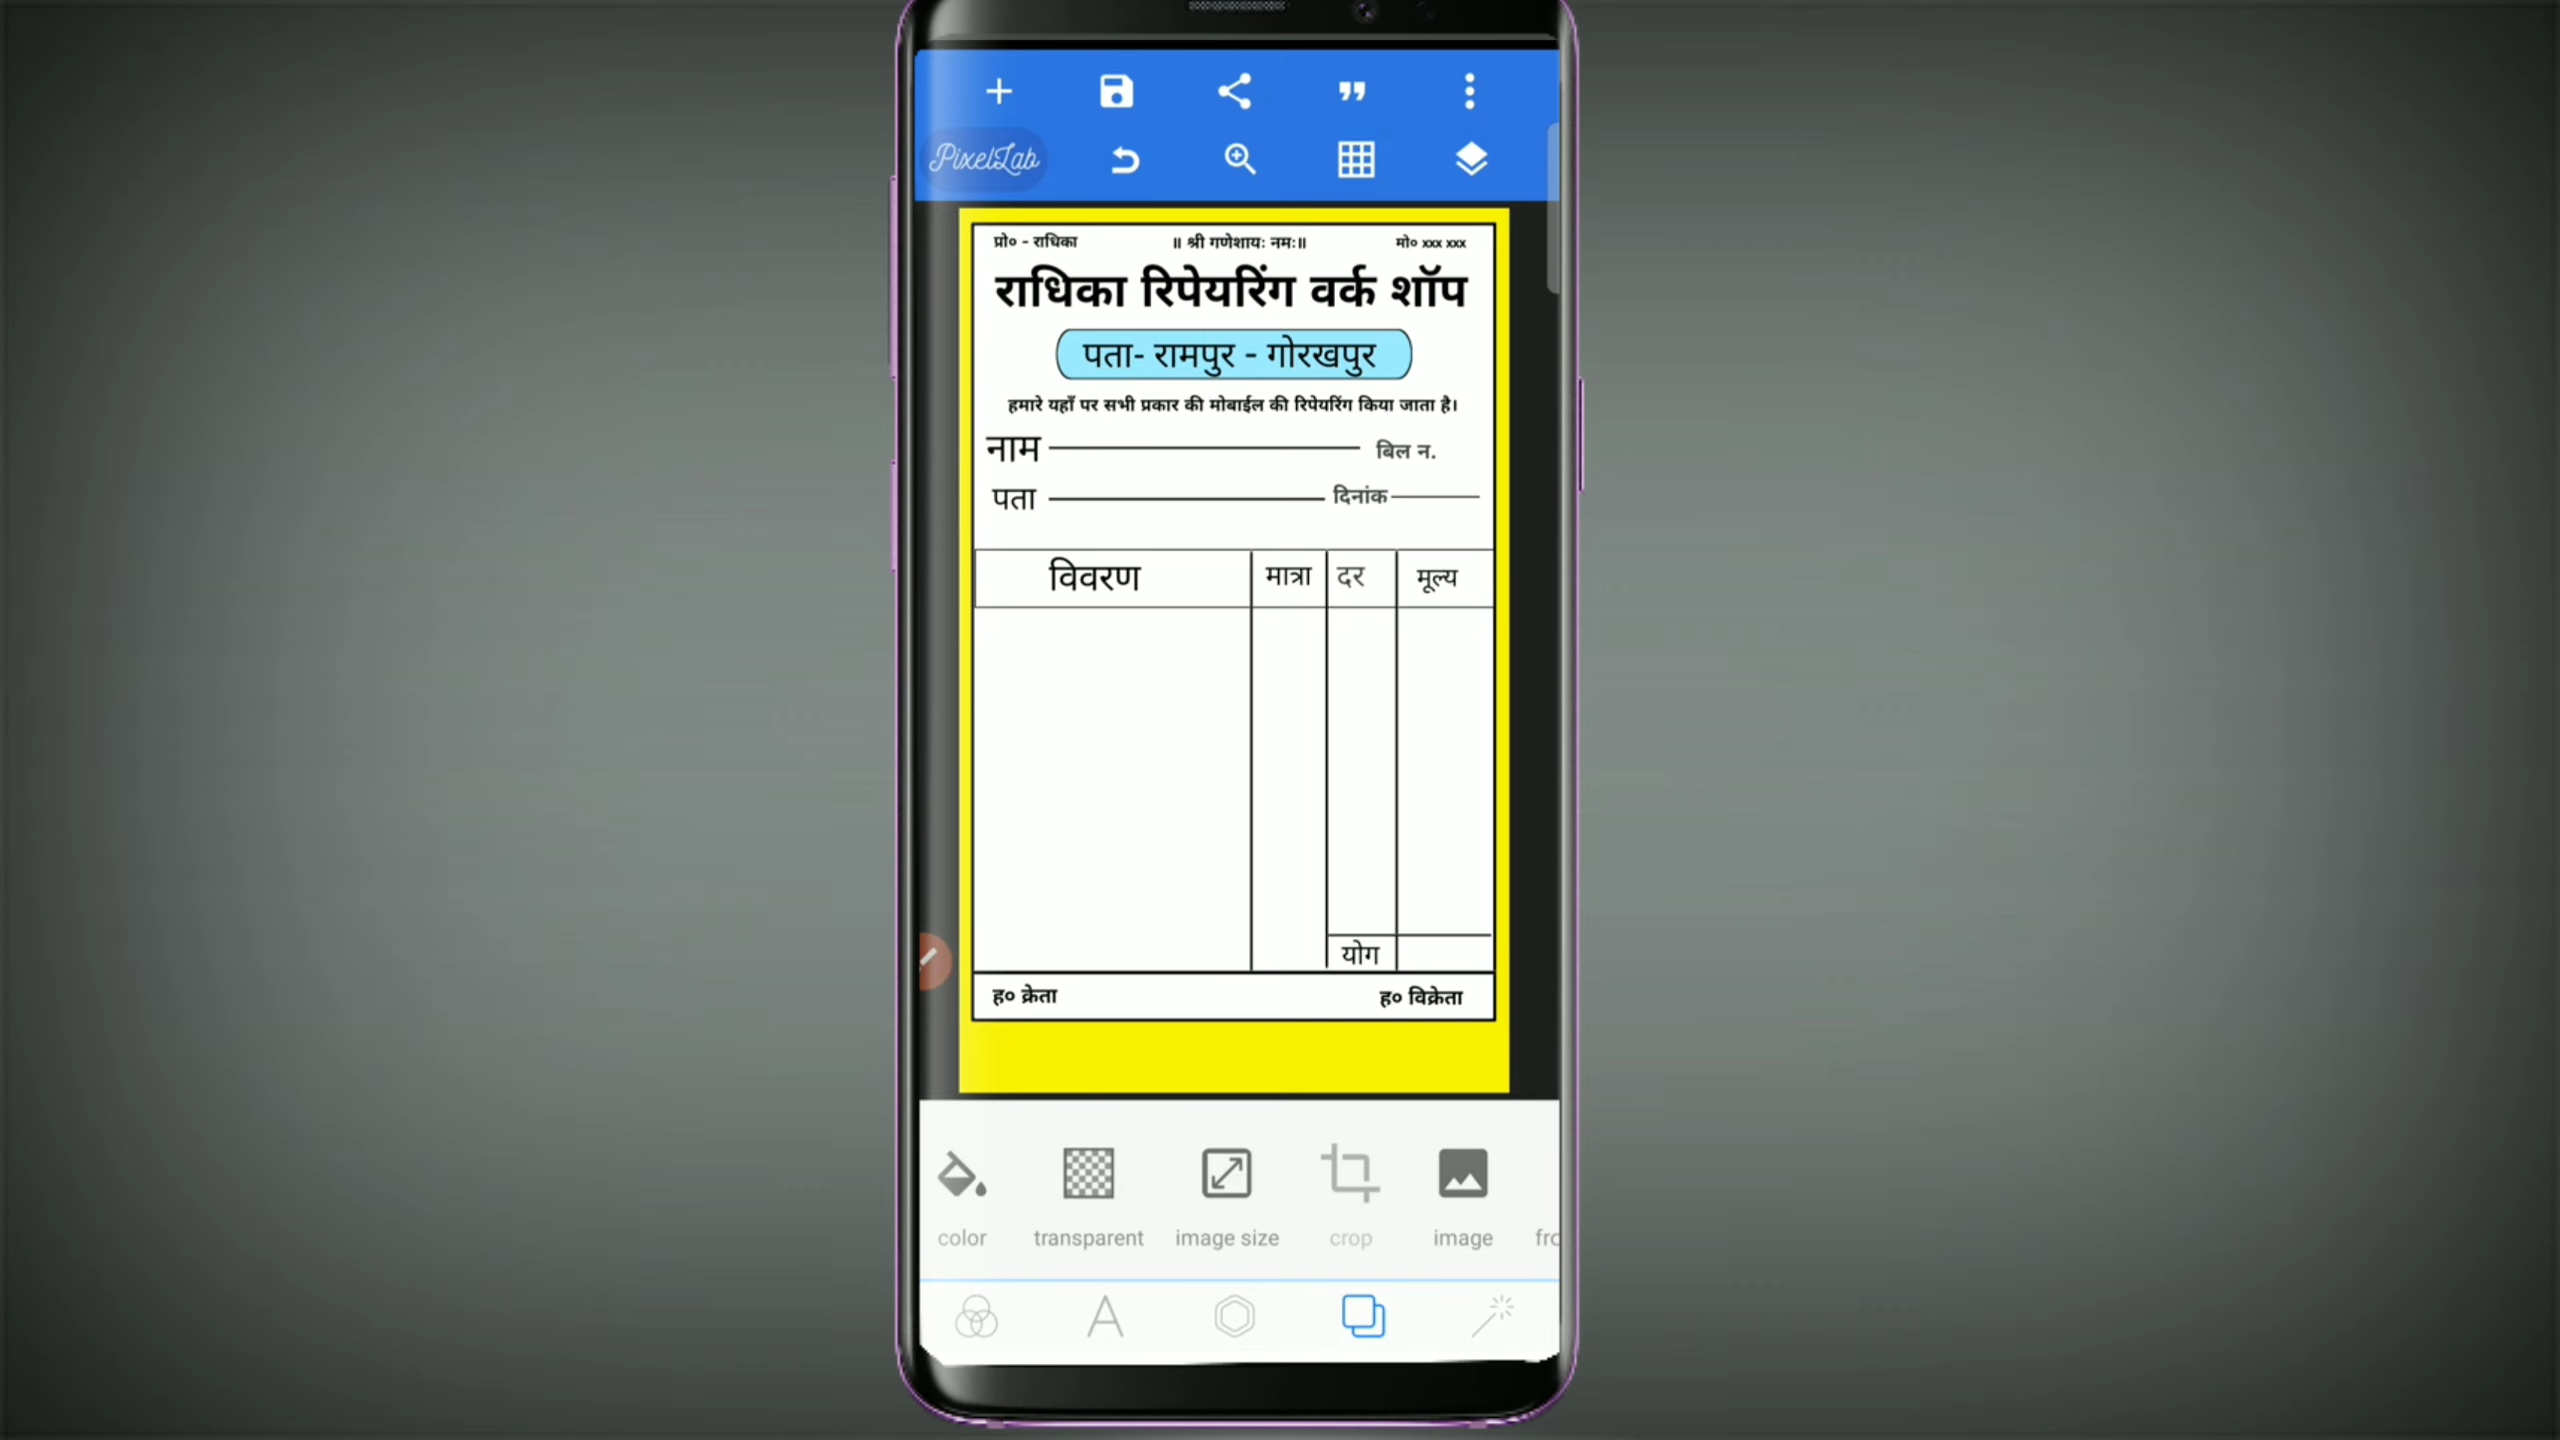 PixelLab
प्रो० - राधिका ॥ श्री गणेशायः नमः॥ मो० xxx xxx
राधिका रिपेयरिंग वर्क शॉप
पता- रामपुर - गोरखपुर
हमारे यहाँ पर सभी प्रकार की मोबाईल की रिपेयरिंग किया जाता है।
नाम बिल न.
पता दिनांक
विवरण मात्रा दर मूल्य
योग
ह० क्रेता ह० विक्रेता
color transparent image size crop image fro